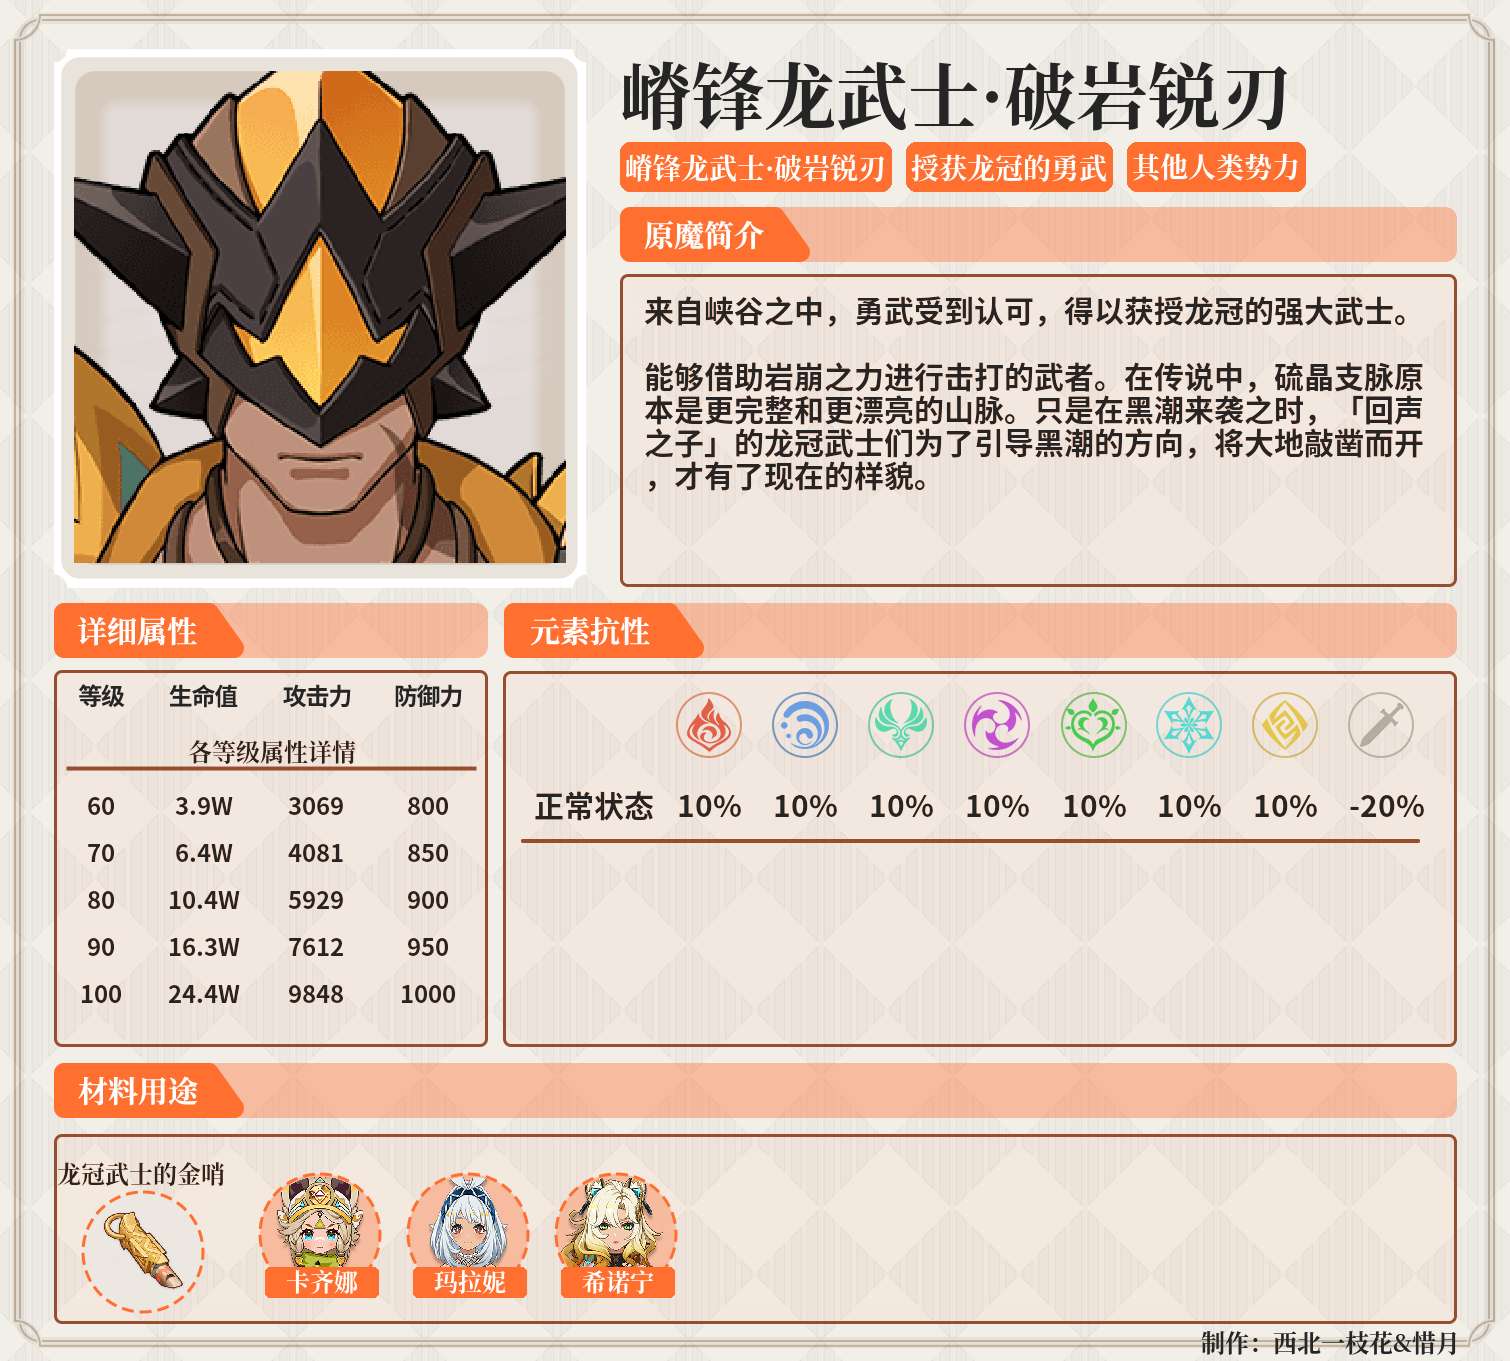 嵴锋龙武士·破岩锐刃
嵴锋龙武士·破岩锐刃 授获龙冠的勇武 其他人类势力
原魔简介
来自峡谷之中，勇武受到认可，得以获授龙冠的强大武士。
能够借助岩崩之力进行击打的武者。在传说中，硫晶支脉原
本是更完整和更漂亮的山脉。只是在黑潮来袭之时，「回声
之子」的龙冠武士们为了引导黑潮的方向，将大地敲凿而开
，才有了现在的样貌。
详细属性
等级 生命值 攻击力 防御力
各等级属性详情
60 3.9W 3069 800
70 6.4W 4081 850
80 10.4W 5929 900
90 16.3W 7612 950
100 24.4W 9848 1000
元素抗性
正常状态 10% 10% 10% 10% 10% 10% 10% -20%
材料用途
龙冠武士的金哨
卡齐娜 玛拉妮 希诺宁
制作：西北一枝花&惜月